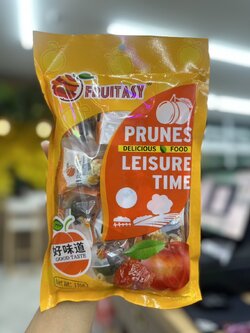 FRUITASY
PRUNES
DELICIOUS FOOD
LEISURE
TIME
好味道
GOOD TASTE